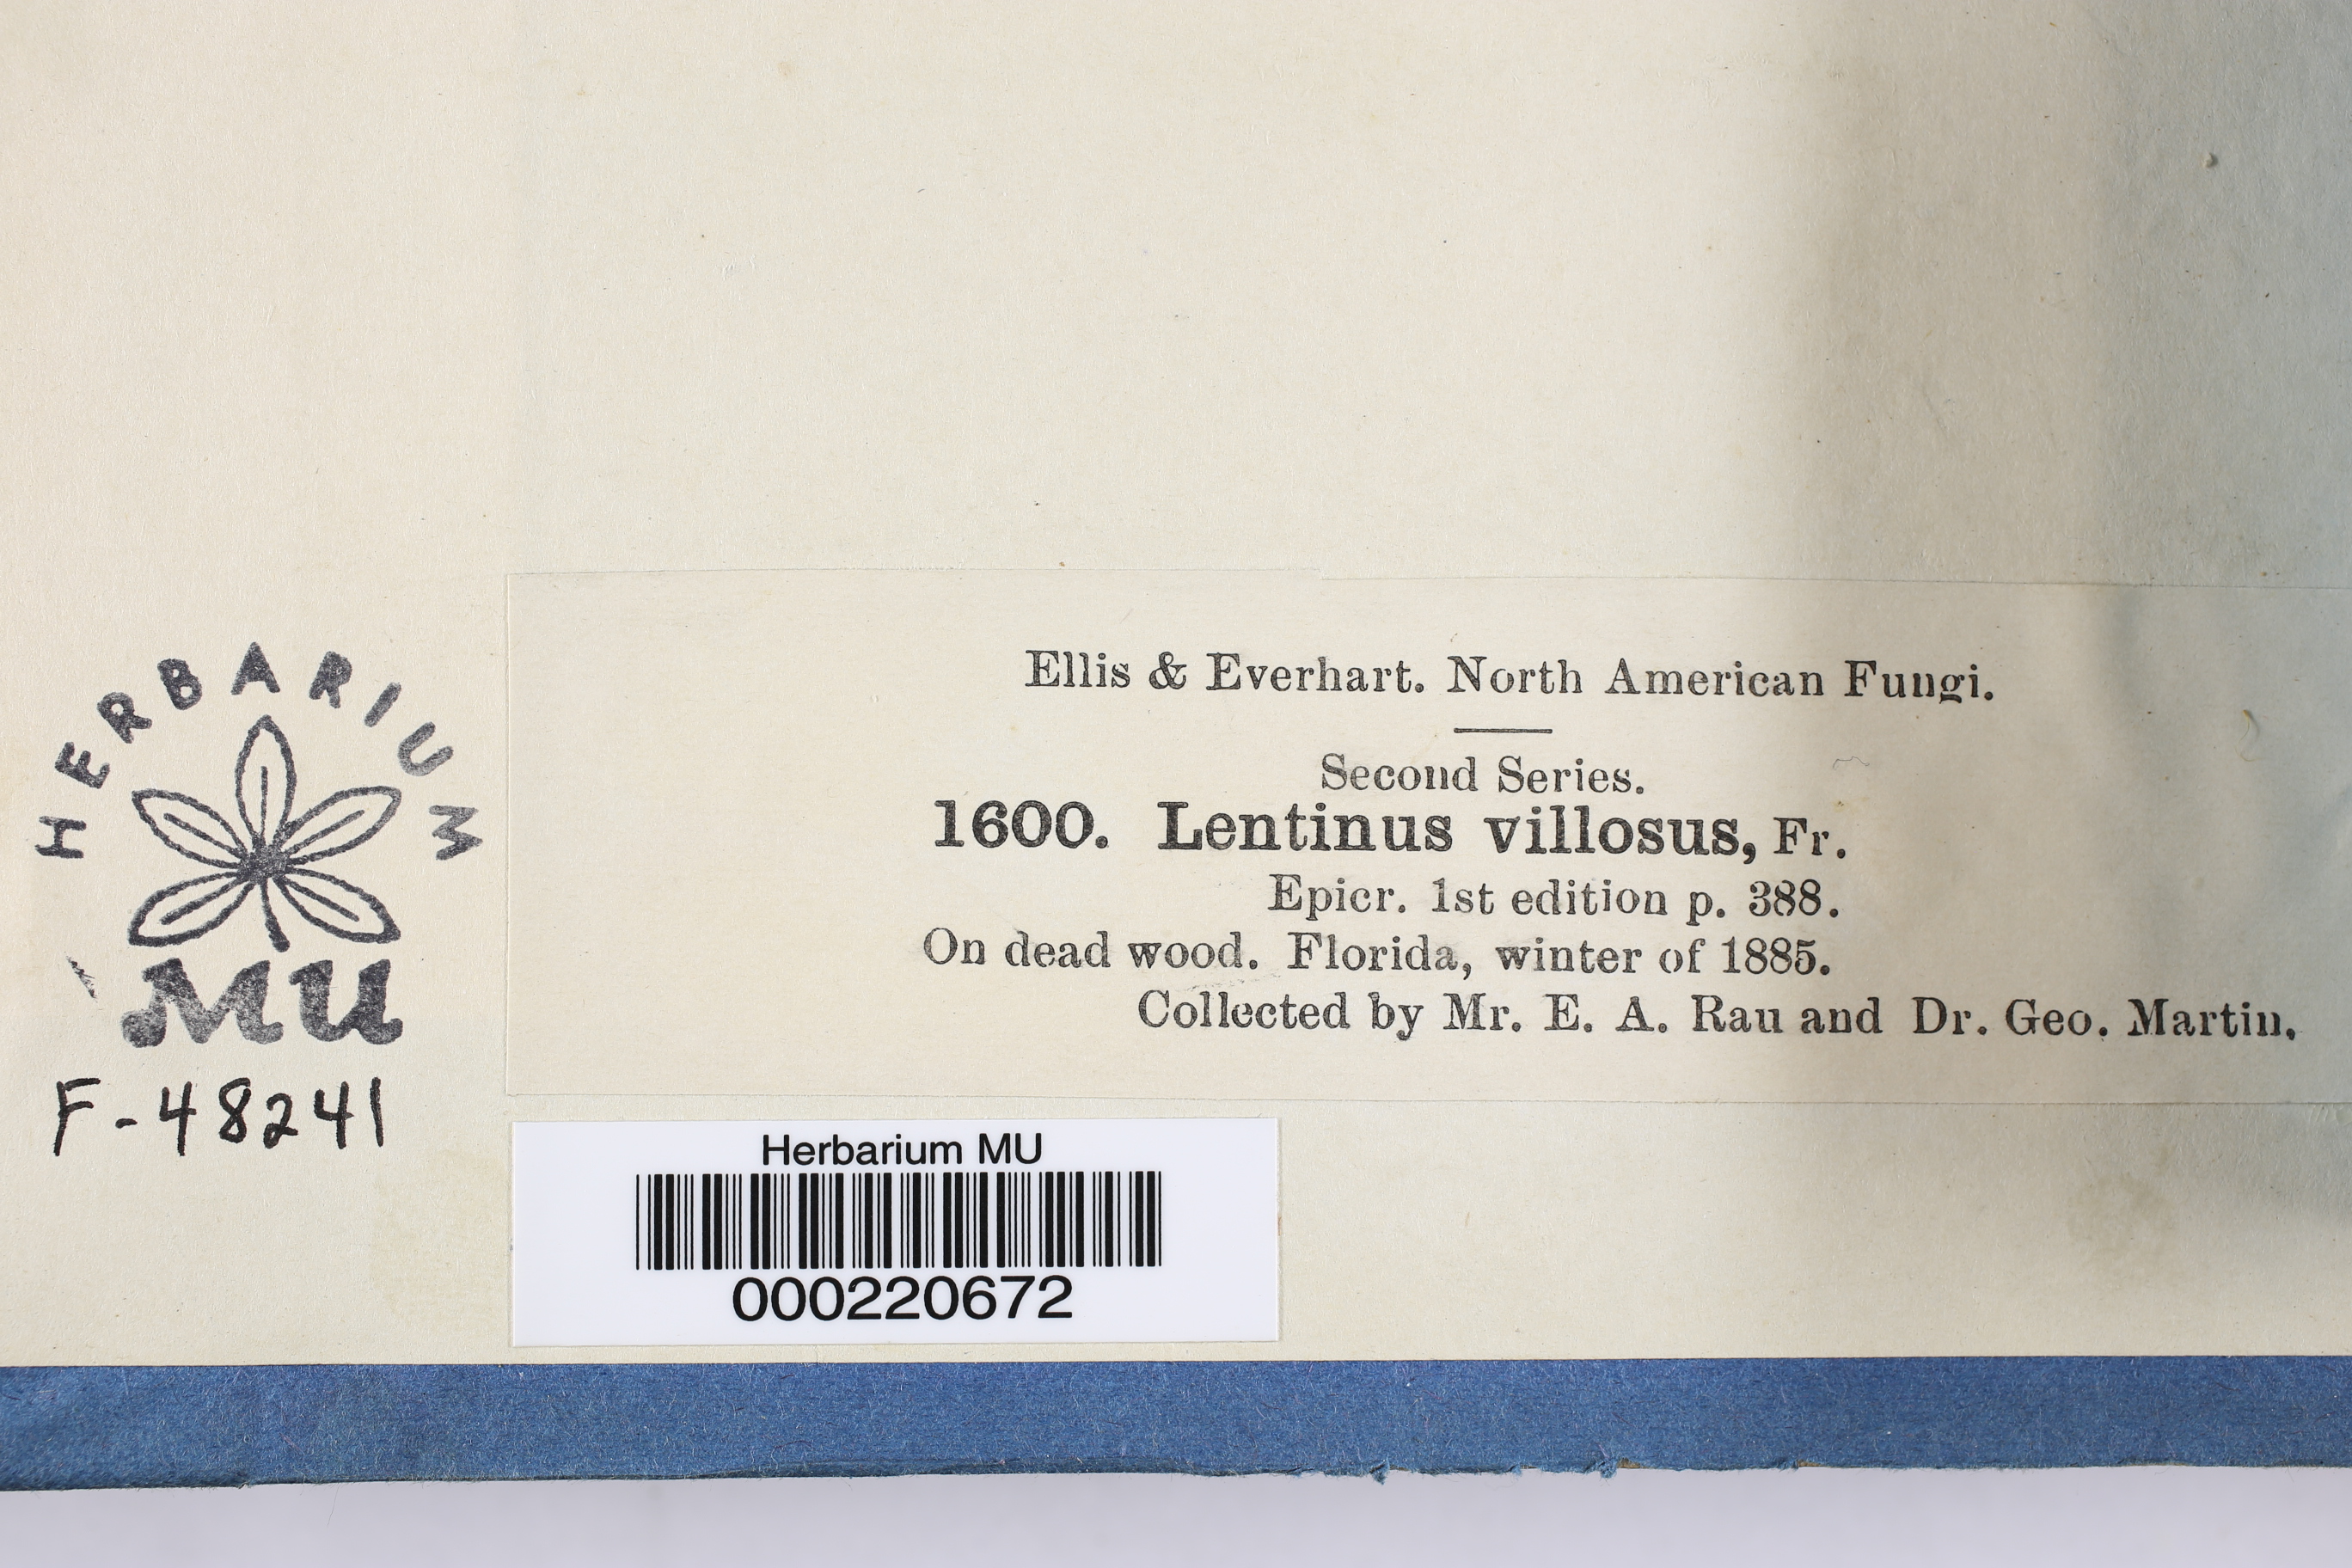 Ellis & Everhart. North American Fungi.
Second Series.
1600. Lentinus villosus, Fr.
Epicr. 1st edition p. 388.
On dead wood. Florida, winter of 1885.
Collected by Mr. E. A. Rau and Dr. Geo. Martin.
HERBARIUM
MU
F-48241
Herbarium MU
000220672